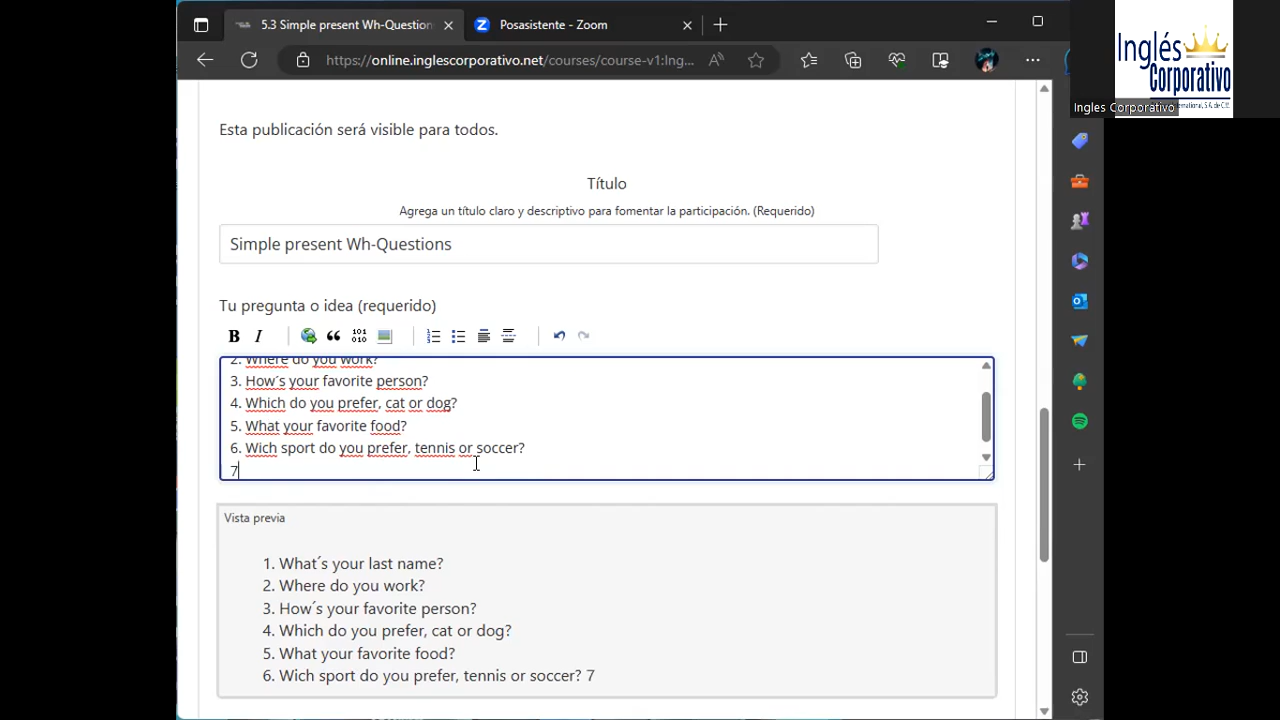 5.3 Simple present Wh-Question
Posasistente - Zoom
https://online.inglescorporativo.net/courses/course-v1:Ing...
Inglés
Corporativo
Ingles Corporativo
Esta publicación será visible para todos.
Título
Agrega un título claro y descriptivo para fomentar la participación. (Requerido)
Simple present Wh-Questions
Tu pregunta o idea (requerido)
B I
2. Where do you work?
3. How´s your favorite person?
4. Which do you prefer, cat or dog?
5. What your favorite food?
6. Wich sport do you prefer, tennis or soccer?
7
Vista previa
1. What´s your last name?
2. Where do you work?
3. How´s your favorite person?
4. Which do you prefer, cat or dog?
5. What your favorite food?
6. Wich sport do you prefer, tennis or soccer? 7